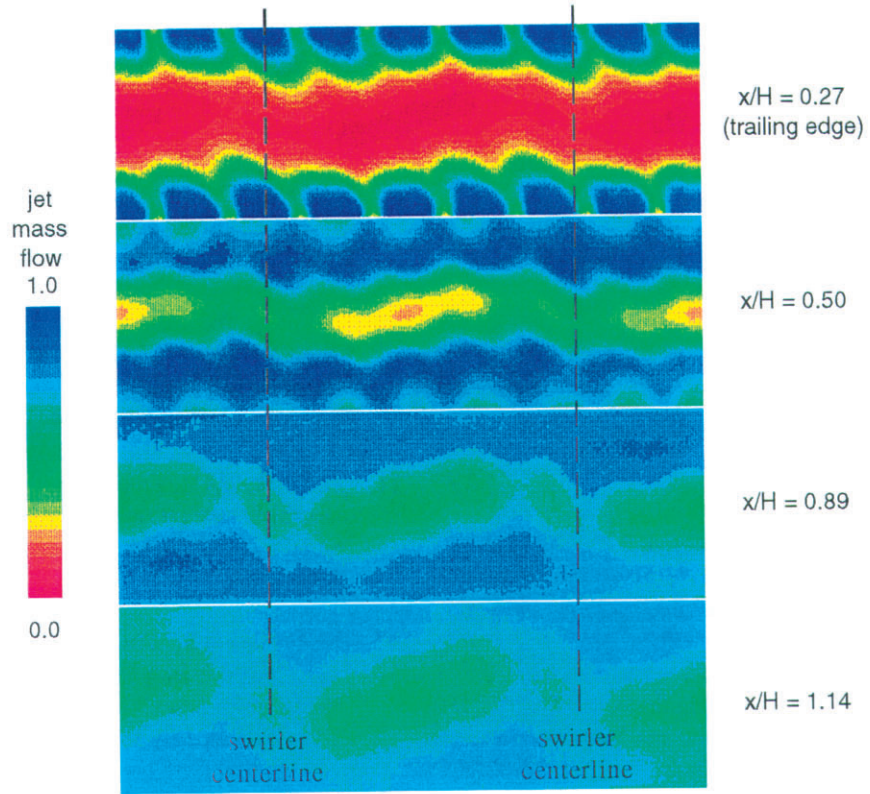 x/H = 0.27
(trailing edge)
jet
mass
flow
1.0
x/H = 0.50
x/H = 0.89
0.0
x/H = 1.14
swirler
centerline
swirler
centerline